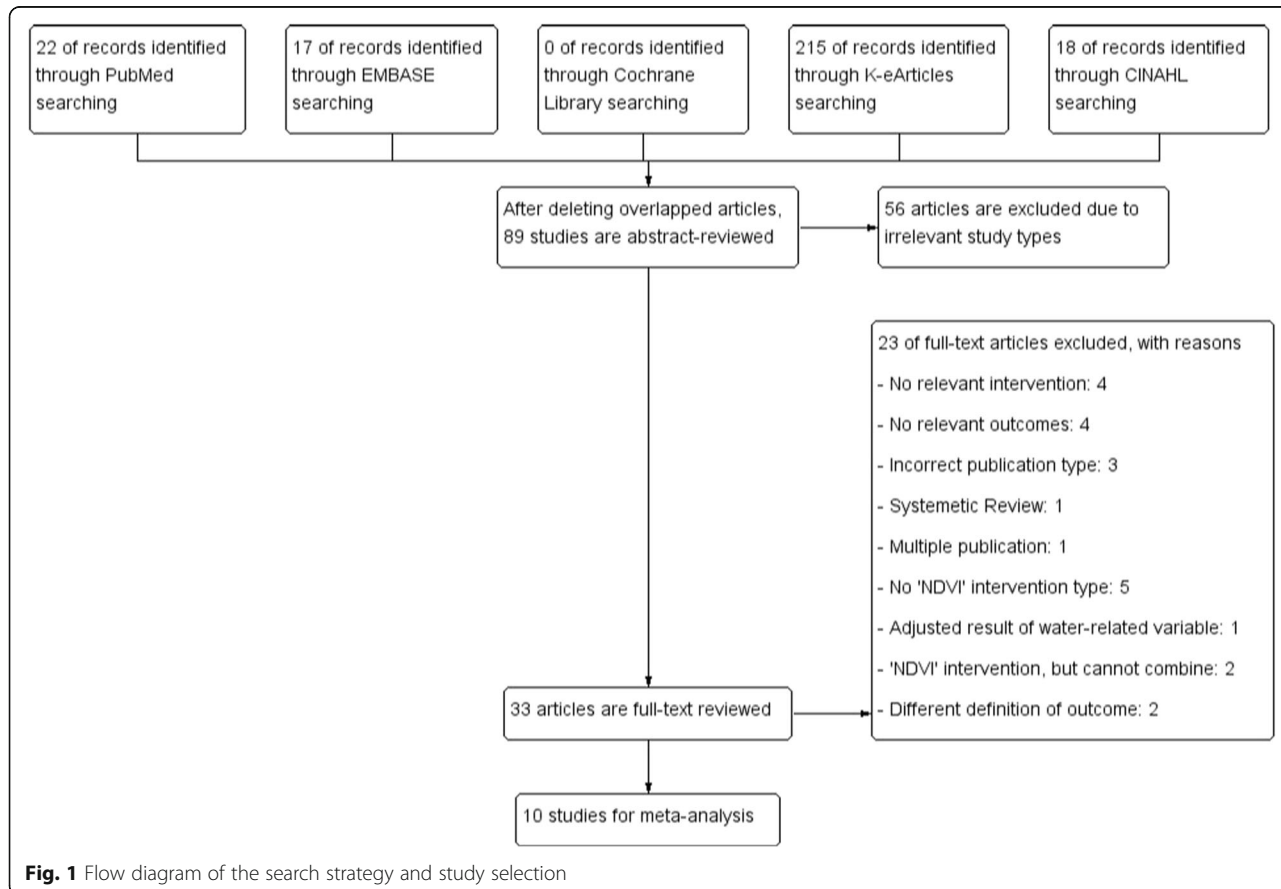 22 of records identified
through PubMed
searching
17 of records identified
through EMBASE
searching
0 of records identified
through Cochrane
Library searching
215 of records identified
through K-eArticles
searching
18 of records identified
through CINAHL
searching
After deleting overlapped articles,
89 studies are abstract-reviewed
56 articles are excluded due to
irrelevant study types
23 of full-text articles excluded, with reasons
- No relevant intervention: 4
- No relevant outcomes: 4
- Incorrect publication type: 3
- Systemetic Review: 1
- Multiple publication: 1
- No 'NDVI' intervention type: 5
- Adjusted result of water-related variable: 1
- 'NDVI' intervention, but cannot combine: 2
- Different definition of outcome: 2
33 articles are full-text reviewed
10 studies for meta-analysis
Fig. 1 Flow diagram of the search strategy and study selection